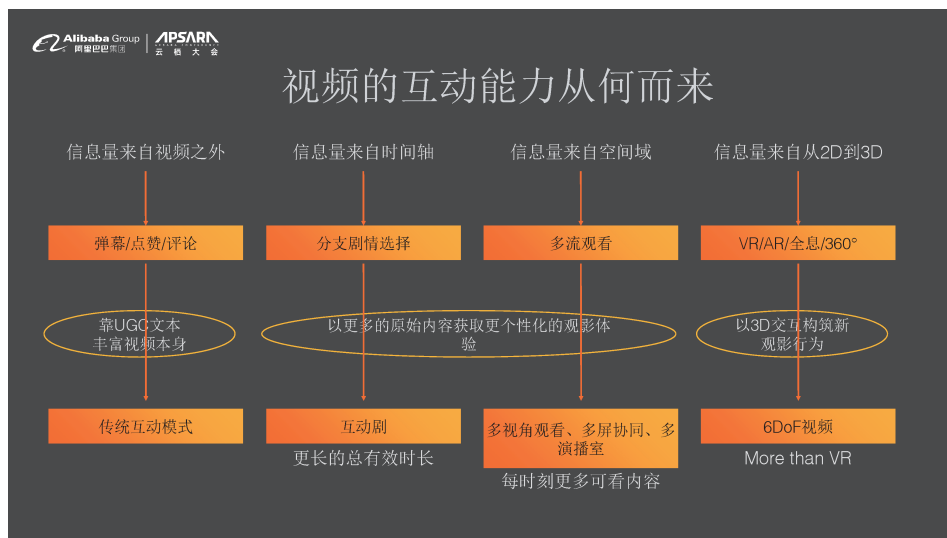 Alibaba Group
阿里巴巴集团
APSARA
云栖大会
视频的互动能力从何而来
信息量来自视频之外
信息量来自时间轴
信息量来自空间域
信息量来自从2D到3D
弹幕/点赞/评论
分支剧情选择
多流观看
VR/AR/全息/360°
靠UGC文本
丰富视频本身
以更多的原始内容获取更个性化的观影体
验
以3D交互构筑新
观影行为
传统互动模式
互动剧
多视角观看、多屏协同、多
演播室
6DoF视频
更长的总有效时长
每时刻更多可看内容
More than VR